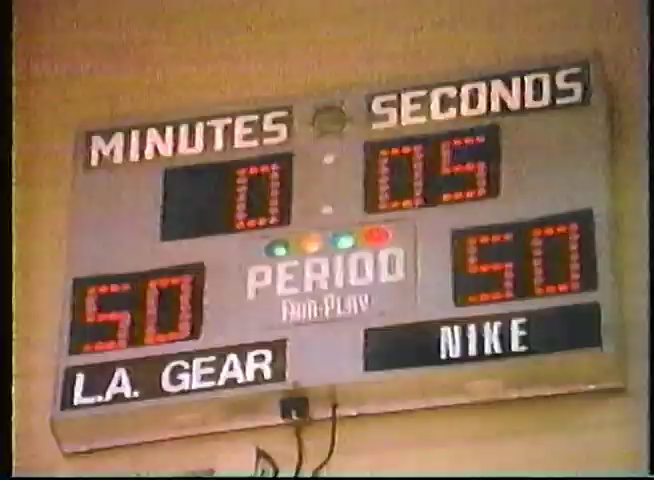 MINUTES SECONDS
0 : 05
PERIOD
FAIR-PLAY
50 50
L.A. GEAR NIKE